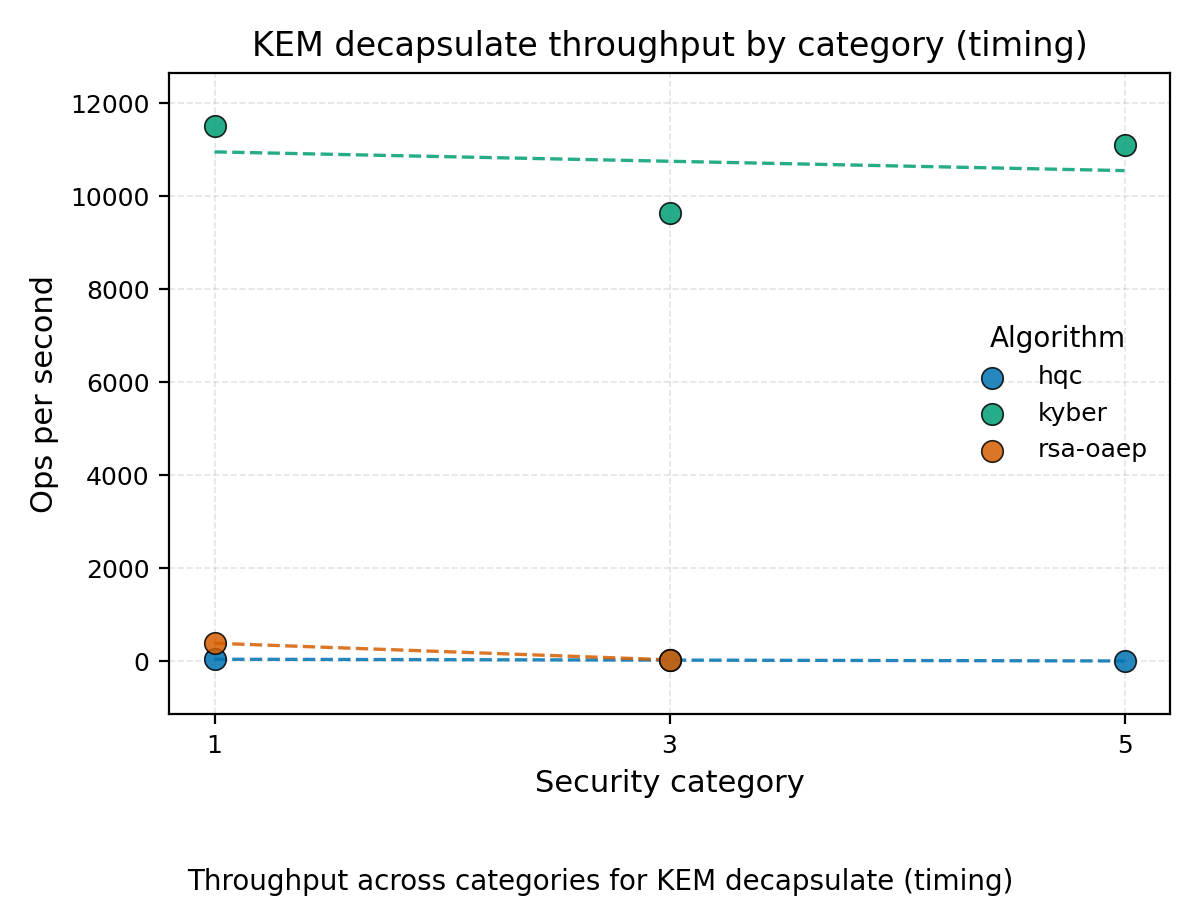 KEM decapsulate throughput by category (timing)
Ops per second
12000
10000
8000
6000
4000
2000
0
Algorithm
hqc
kyber
rsa-oaep
1 3 5
Security category
Throughput across categories for KEM decapsulate (timing)